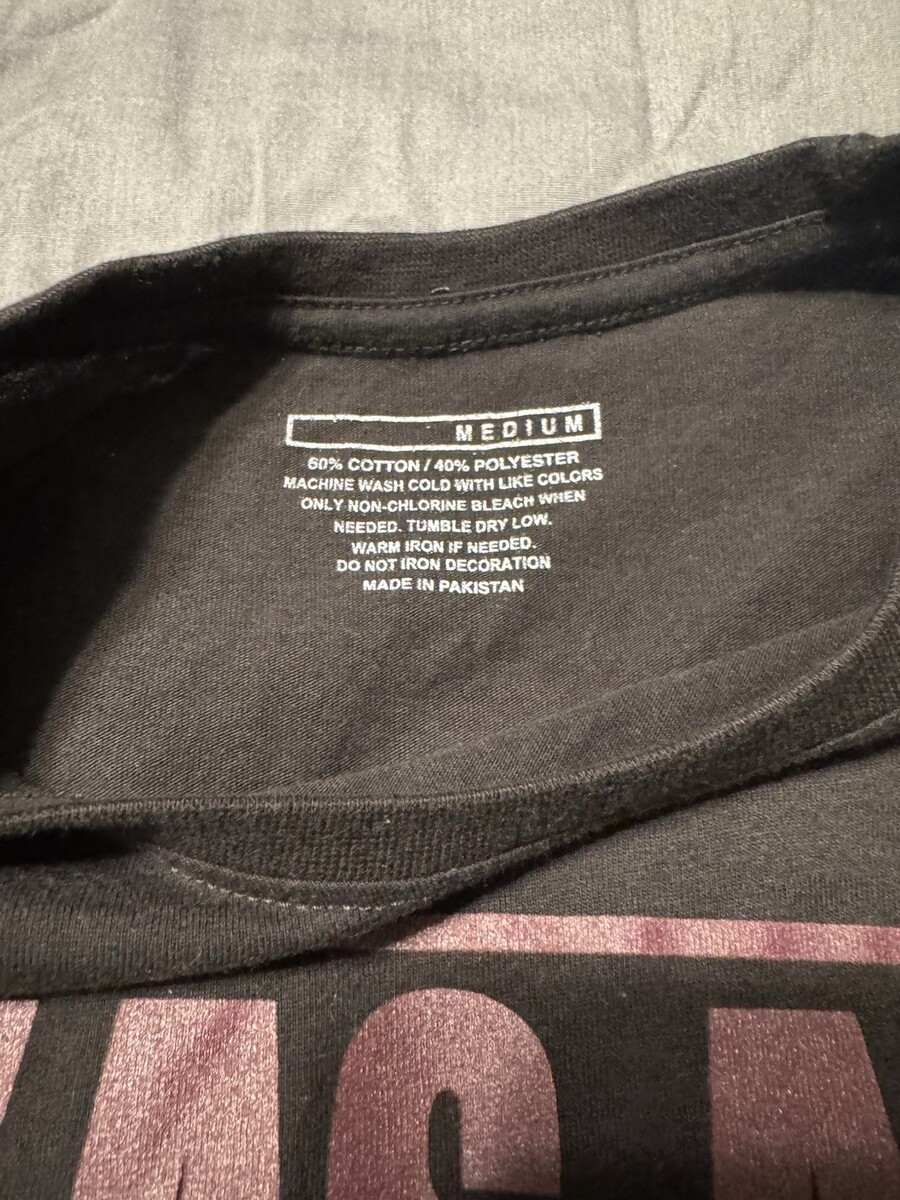 MEDIUM
60% COTTON / 40% POLYESTER
MACHINE WASH COLD WITH LIKE COLORS
ONLY NON-CHLORINE BLEACH WHEN
NEEDED. TUMBLE DRY LOW.
WARM IRON IF NEEDED.
DO NOT IRON DECORATION
MADE IN PAKISTAN